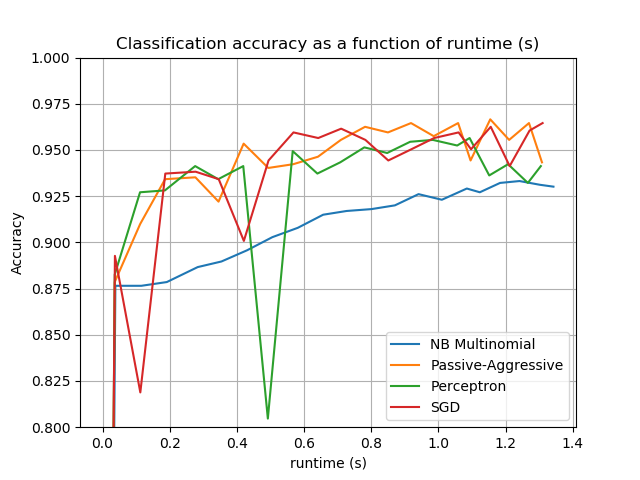 Classification accuracy as a function of runtime (s)
1.000
0.975
0.950
0.925
0.900
0.875
0.850
0.825
0.800
Accuracy
NB Multinomial
Passive-Aggressive
Perceptron
SGD
0.0 0.2 0.4 0.6 0.8 1.0 1.2 1.4
runtime (s)